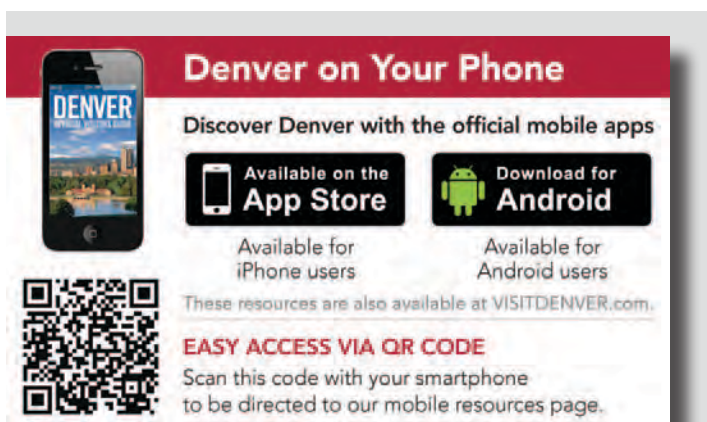 Denver on Your Phone
DENVER
OFFICIAL VISITORS GUIDE
Discover Denver with the official mobile apps
Available on the
App Store
Download for
Android
Available for
iPhone users
Available for
Android users
These resources are also available at VISITDENVER.com.
EASY ACCESS VIA QR CODE
Scan this code with your smartphone
to be directed to our mobile resources page.